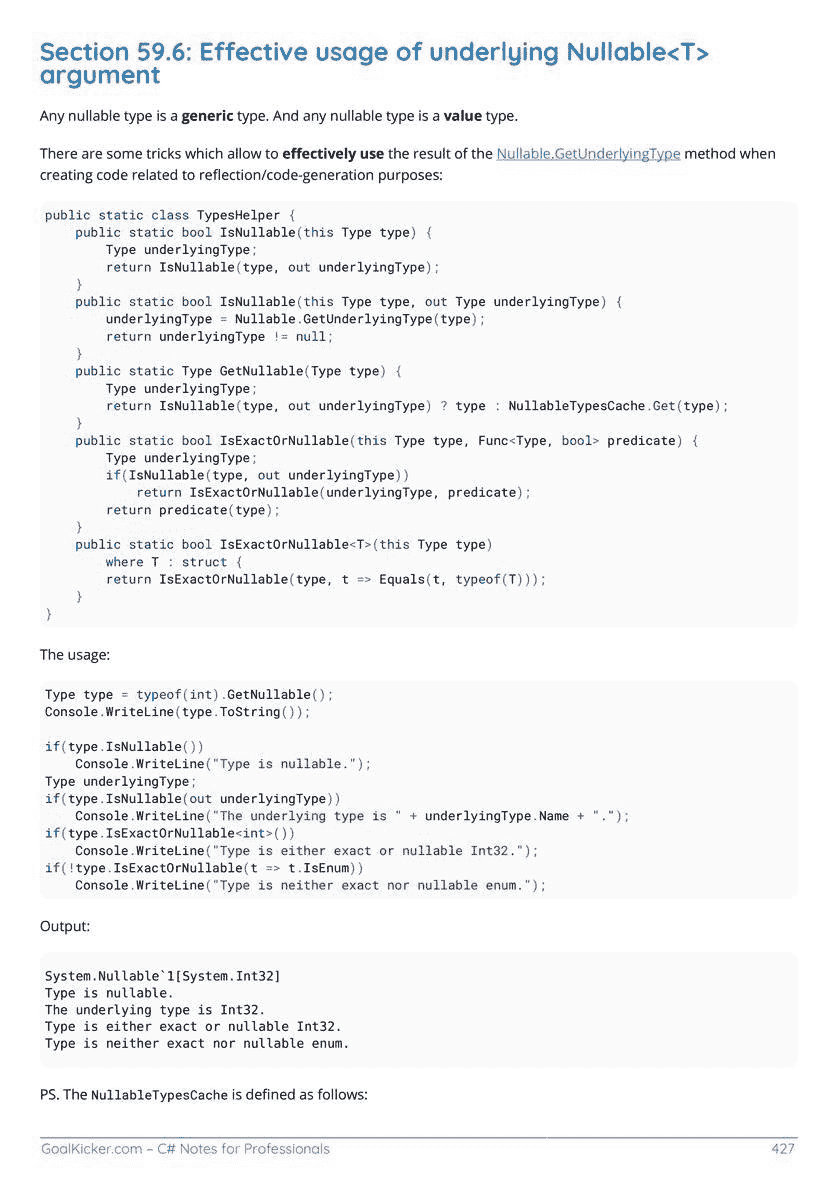 Section 59.6: Effective usage of underlying Nullable<T>
argument
Any nullable type is a generic type. And any nullable type is a value type.
There are some tricks which allow to effectively use the result of the Nullable.GetUnderlyingType method when
creating code related to reflection/code-generation purposes:
public static class TypesHelper {
    public static bool IsNullable(this Type type) {
        Type underlyingType;
        return IsNullable(type, out underlyingType);
    }
    public static bool IsNullable(this Type type, out Type underlyingType) {
        underlyingType = Nullable.GetUnderlyingType(type);
        return underlyingType != null;
    }
    public static Type GetNullable(Type type) {
        Type underlyingType;
        return IsNullable(type, out underlyingType) ? type : NullableTypesCache.Get(type);
    }
    public static bool IsExactOrNullable(this Type type, Func<Type, bool> predicate) {
        Type underlyingType;
        if(IsNullable(type, out underlyingType))
            return IsExactOrNullable(underlyingType, predicate);
        return predicate(type);
    }
    public static bool IsExactOrNullable<T>(this Type type)
        where T : struct {
        return IsExactOrNullable(type, t => Equals(t, typeof(T)));
    }
}
The usage:
Type type = typeof(int).GetNullable();
Console.WriteLine(type.ToString());
if(type.IsNullable())
    Console.WriteLine("Type is nullable.");
Type underlyingType;
if(type.IsNullable(out underlyingType))
    Console.WriteLine("The underlying type is " + underlyingType.Name + ".");
if(type.IsExactOrNullable<int>())
    Console.WriteLine("Type is either exact or nullable Int32.");
if(!type.IsExactOrNullable(t => t.IsEnum))
    Console.WriteLine("Type is neither exact nor nullable enum.");
Output:
System.Nullable`1[System.Int32]
Type is nullable.
The underlying type is Int32.
Type is either exact or nullable Int32.
Type is neither exact nor nullable enum.
PS. The NullableTypesCache is defined as follows:
GoalKicker.com – C# Notes for Professionals 427